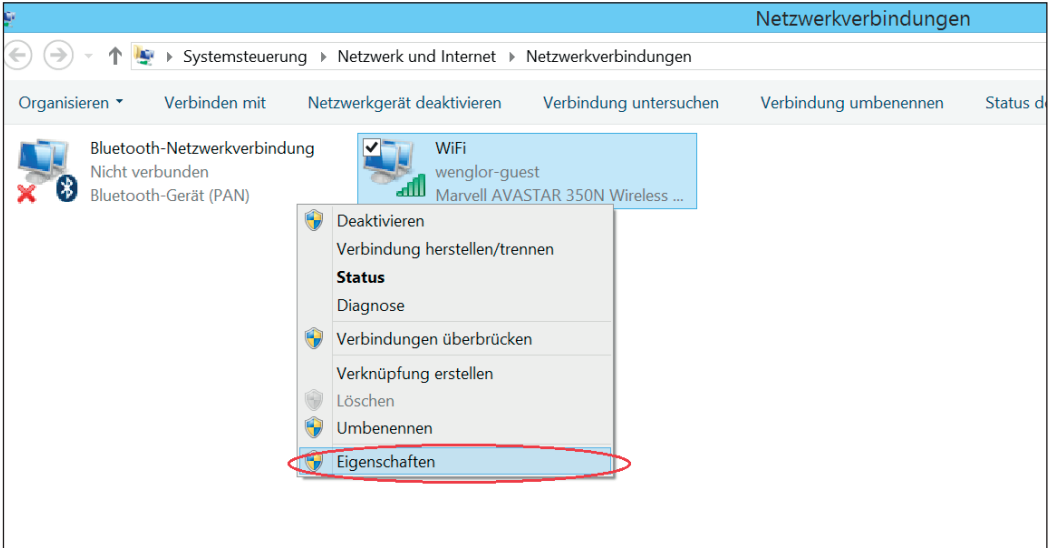 Netzwerkverbindungen
Systemsteuerung Netzwerk und Internet Netzwerkverbindungen
Organisieren Verbinden mit Netzwerkgerät deaktivieren Verbindung untersuchen Verbindung umbenennen Status d
Bluetooth-Netzwerkverbindung
Nicht verbunden
Bluetooth-Gerät (PAN)
WiFi
wenglor-guest
Marvell AVASTAR 350N Wireless ...
Deaktivieren
Verbindung herstellen/trennen
Status
Diagnose
Verbindungen überbrücken
Verknüpfung erstellen
Löschen
Umbenennen
Eigenschaften